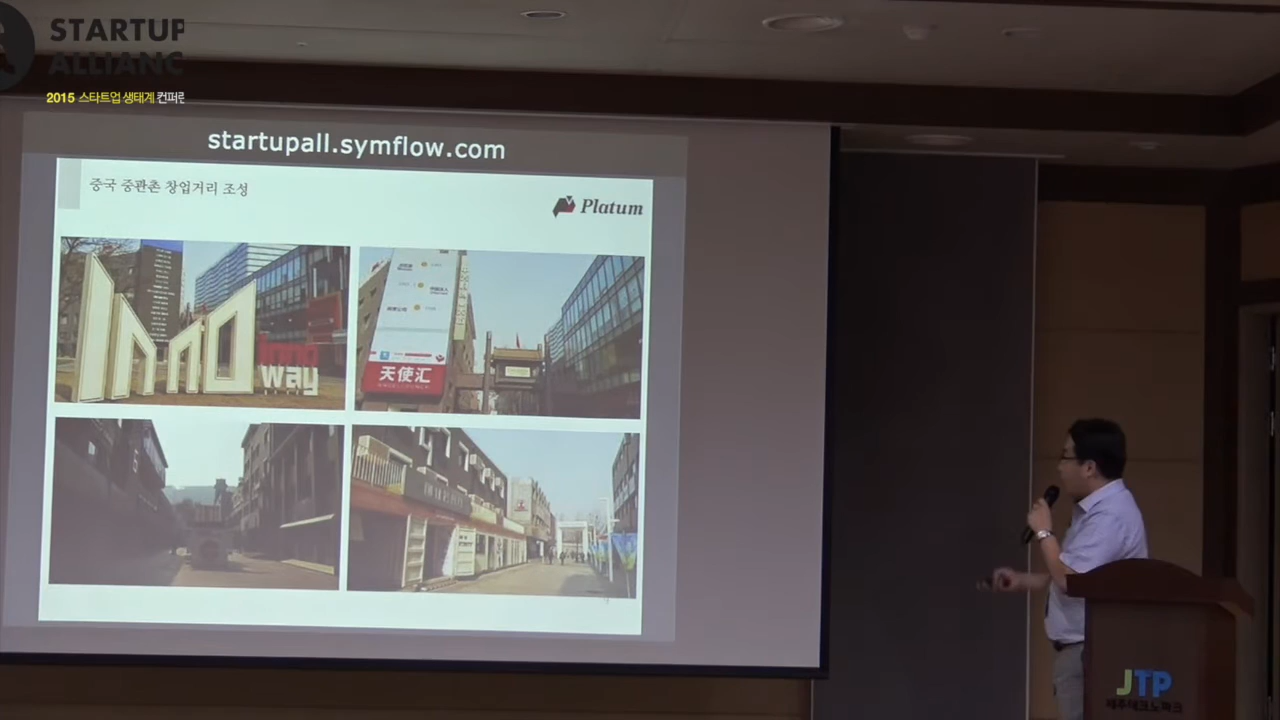 STARTUP
ALLIANC
2015 스타트업 생태계 컨퍼런
startupall.symflow.com
중국 중관촌 창업거리 조성
Platum
Inno
way
天使汇
JTP
제주테크노파크